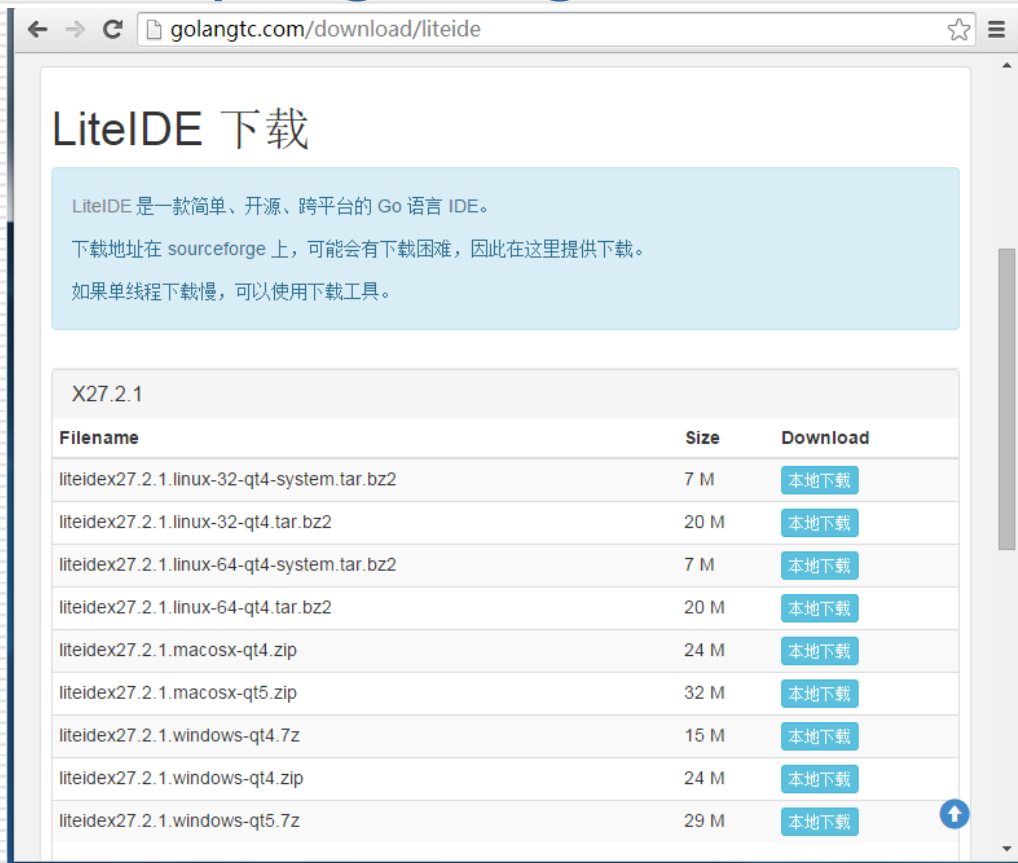 golangtc.com/download/liteide
LiteIDE 下载
LiteIDE 是一款简单、开源、跨平台的 Go 语言 IDE。
下载地址在 sourceforge 上，可能会有下载困难，因此在这里提供下载。
如果单线程下载慢，可以使用下载工具。
X27.2.1
Filename Size Download
liteidex27.2.1.linux-32-qt4-system.tar.bz2 7 M 本地下载
liteidex27.2.1.linux-32-qt4.tar.bz2 20 M 本地下载
liteidex27.2.1.linux-64-qt4-system.tar.bz2 7 M 本地下载
liteidex27.2.1.linux-64-qt4.tar.bz2 20 M 本地下载
liteidex27.2.1.macosx-qt4.zip 24 M 本地下载
liteidex27.2.1.macosx-qt5.zip 32 M 本地下载
liteidex27.2.1.windows-qt4.7z 15 M 本地下载
liteidex27.2.1.windows-qt4.zip 24 M 本地下载
liteidex27.2.1.windows-qt5.7z 29 M 本地下载